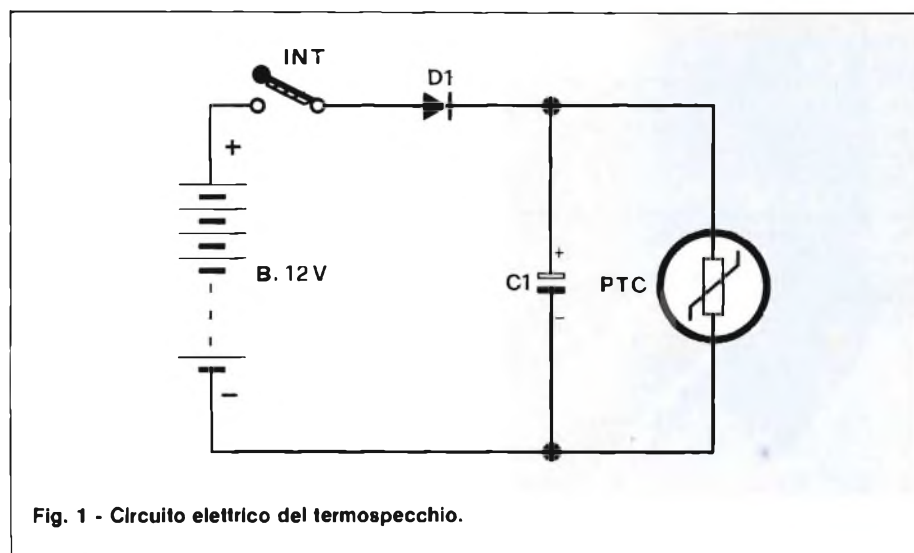 INT
D1
+
B. 12 V
+
C1
PTC
−
−
Fig. 1 - Circuito elettrico del termospecchio.